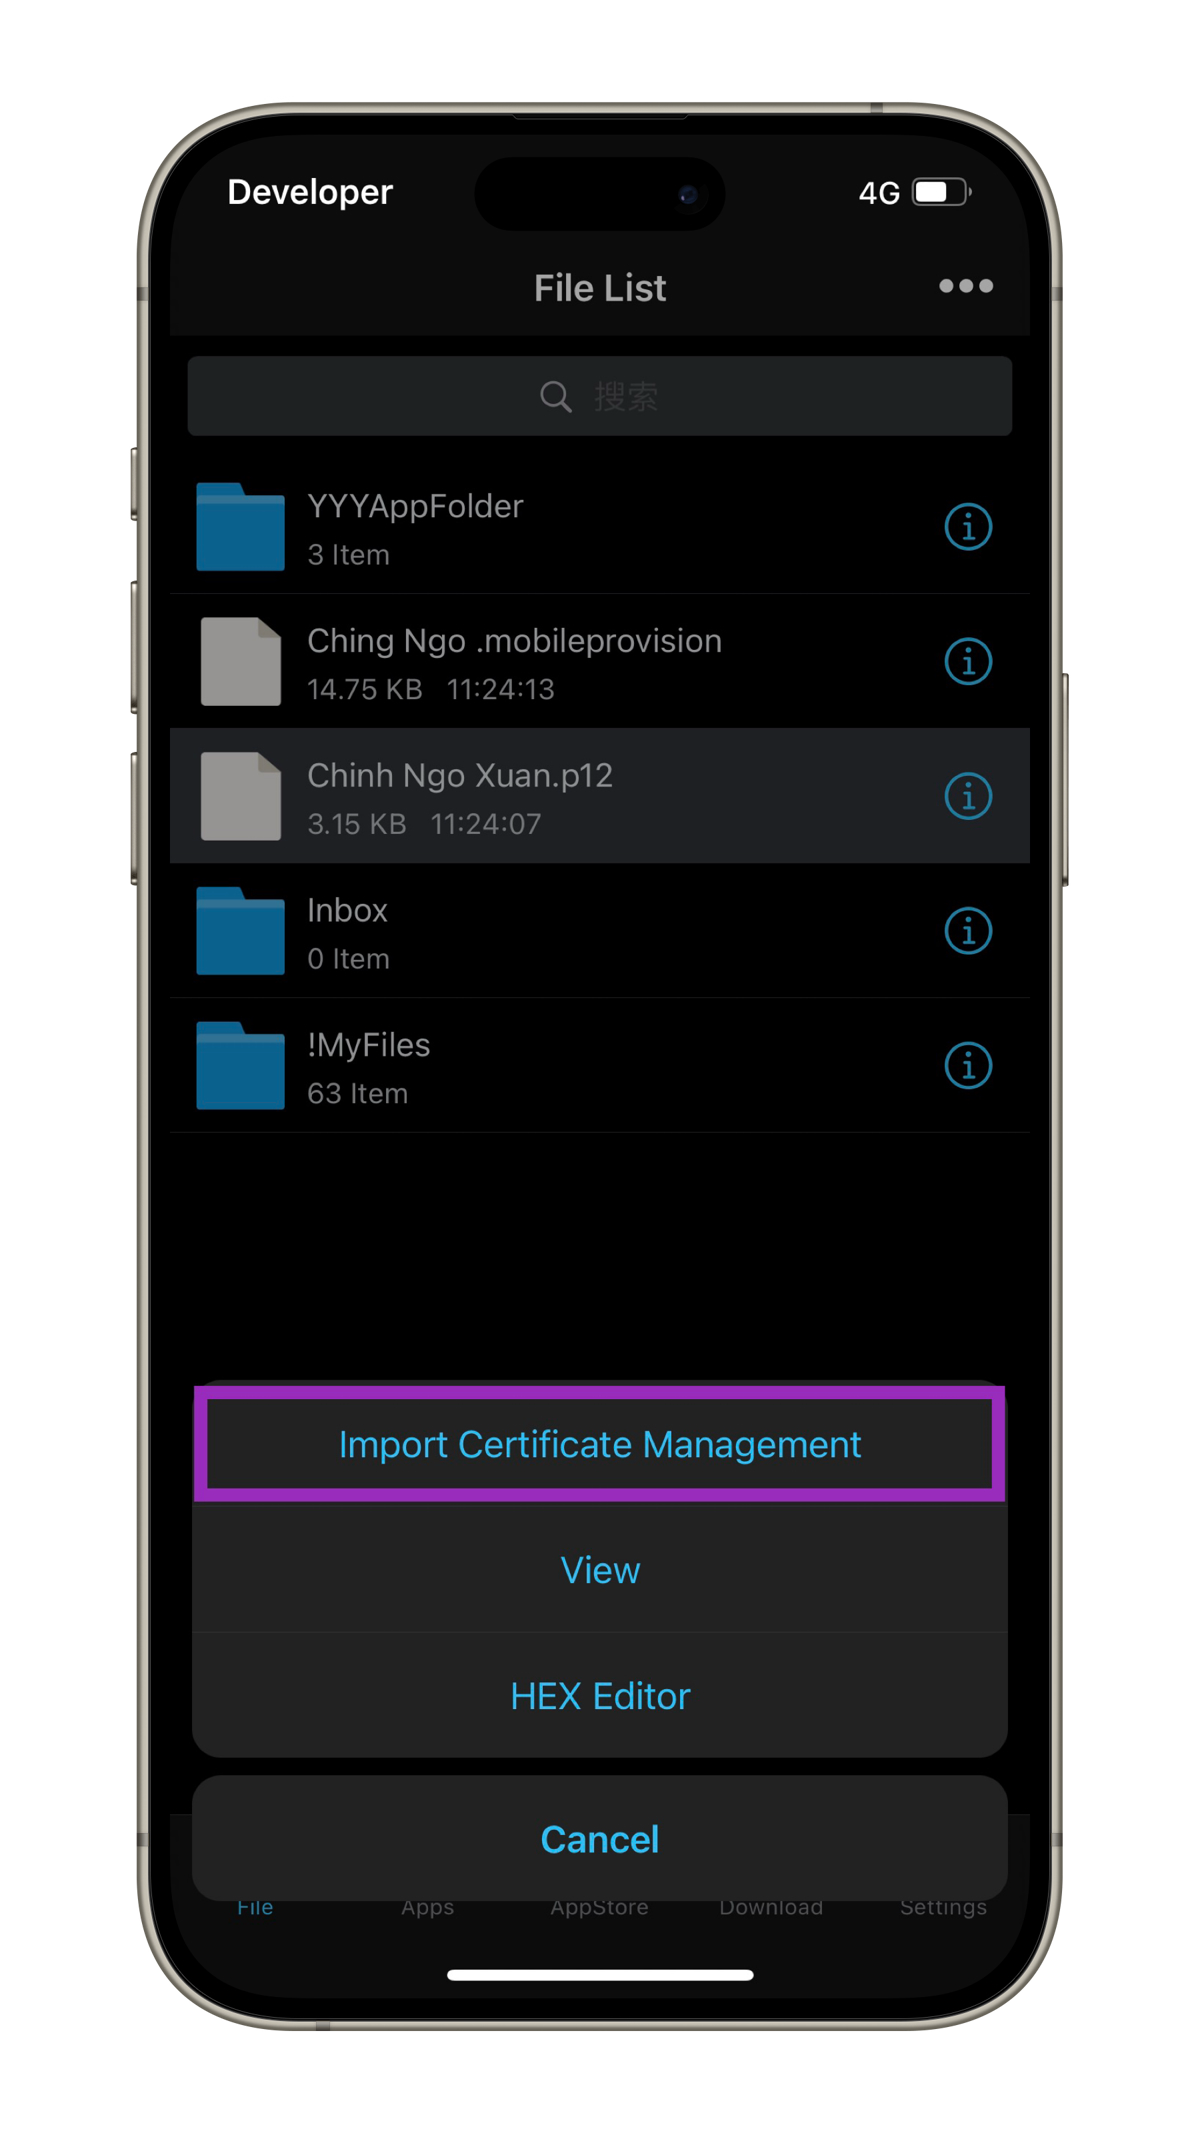 Developer
4G
File List
搜索
YYYAppFolder
3 Item
Ching Ngo .mobileprovision
14.75 KB 11:24:13
Chinh Ngo Xuan.p12
3.15 KB 11:24:07
Inbox
0 Item
!MyFiles
63 Item
Import Certificate Management
View
HEX Editor
Cancel
File Apps AppStore Download Settings